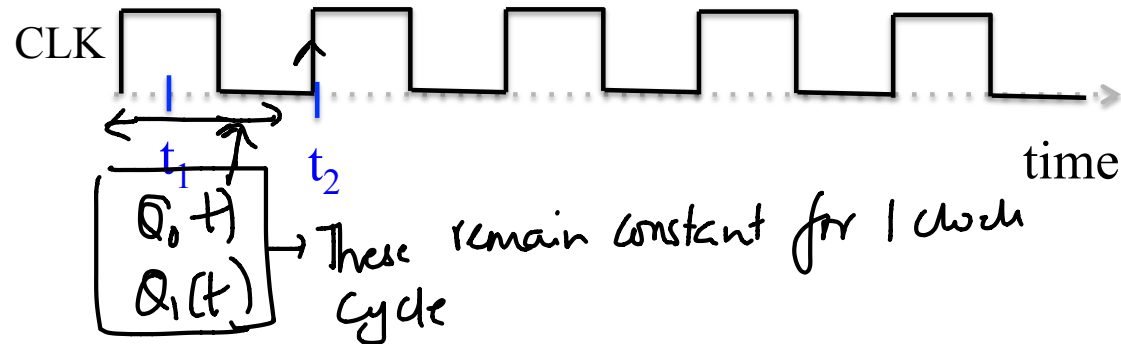 CLK
t1 t2 time
Q0 t)
Q1(t)
These remain constant for 1 clock
cycle